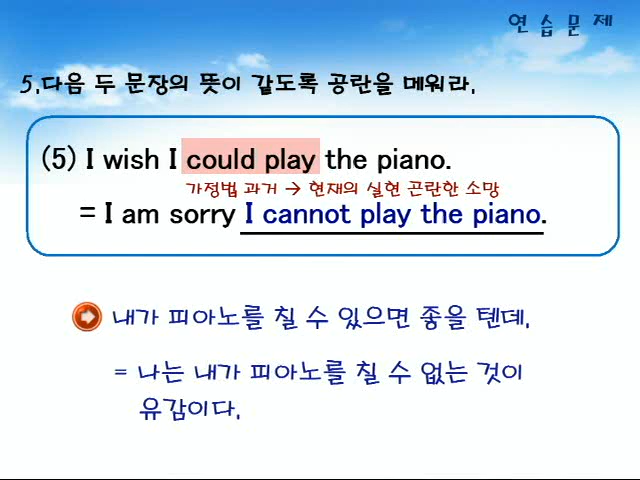 연 습 문 제
5.다음 두 문장의 뜻이 같도록 공란을 메워라.
(5) I wish I could play the piano.
가정법 과거 → 현재의 실현 곤란한 소망
= I am sorry I cannot play the piano.
내가 피아노를 칠 수 있으면 좋을 텐데.
= 나는 내가 피아노를 칠 수 없는 것이
유감이다.